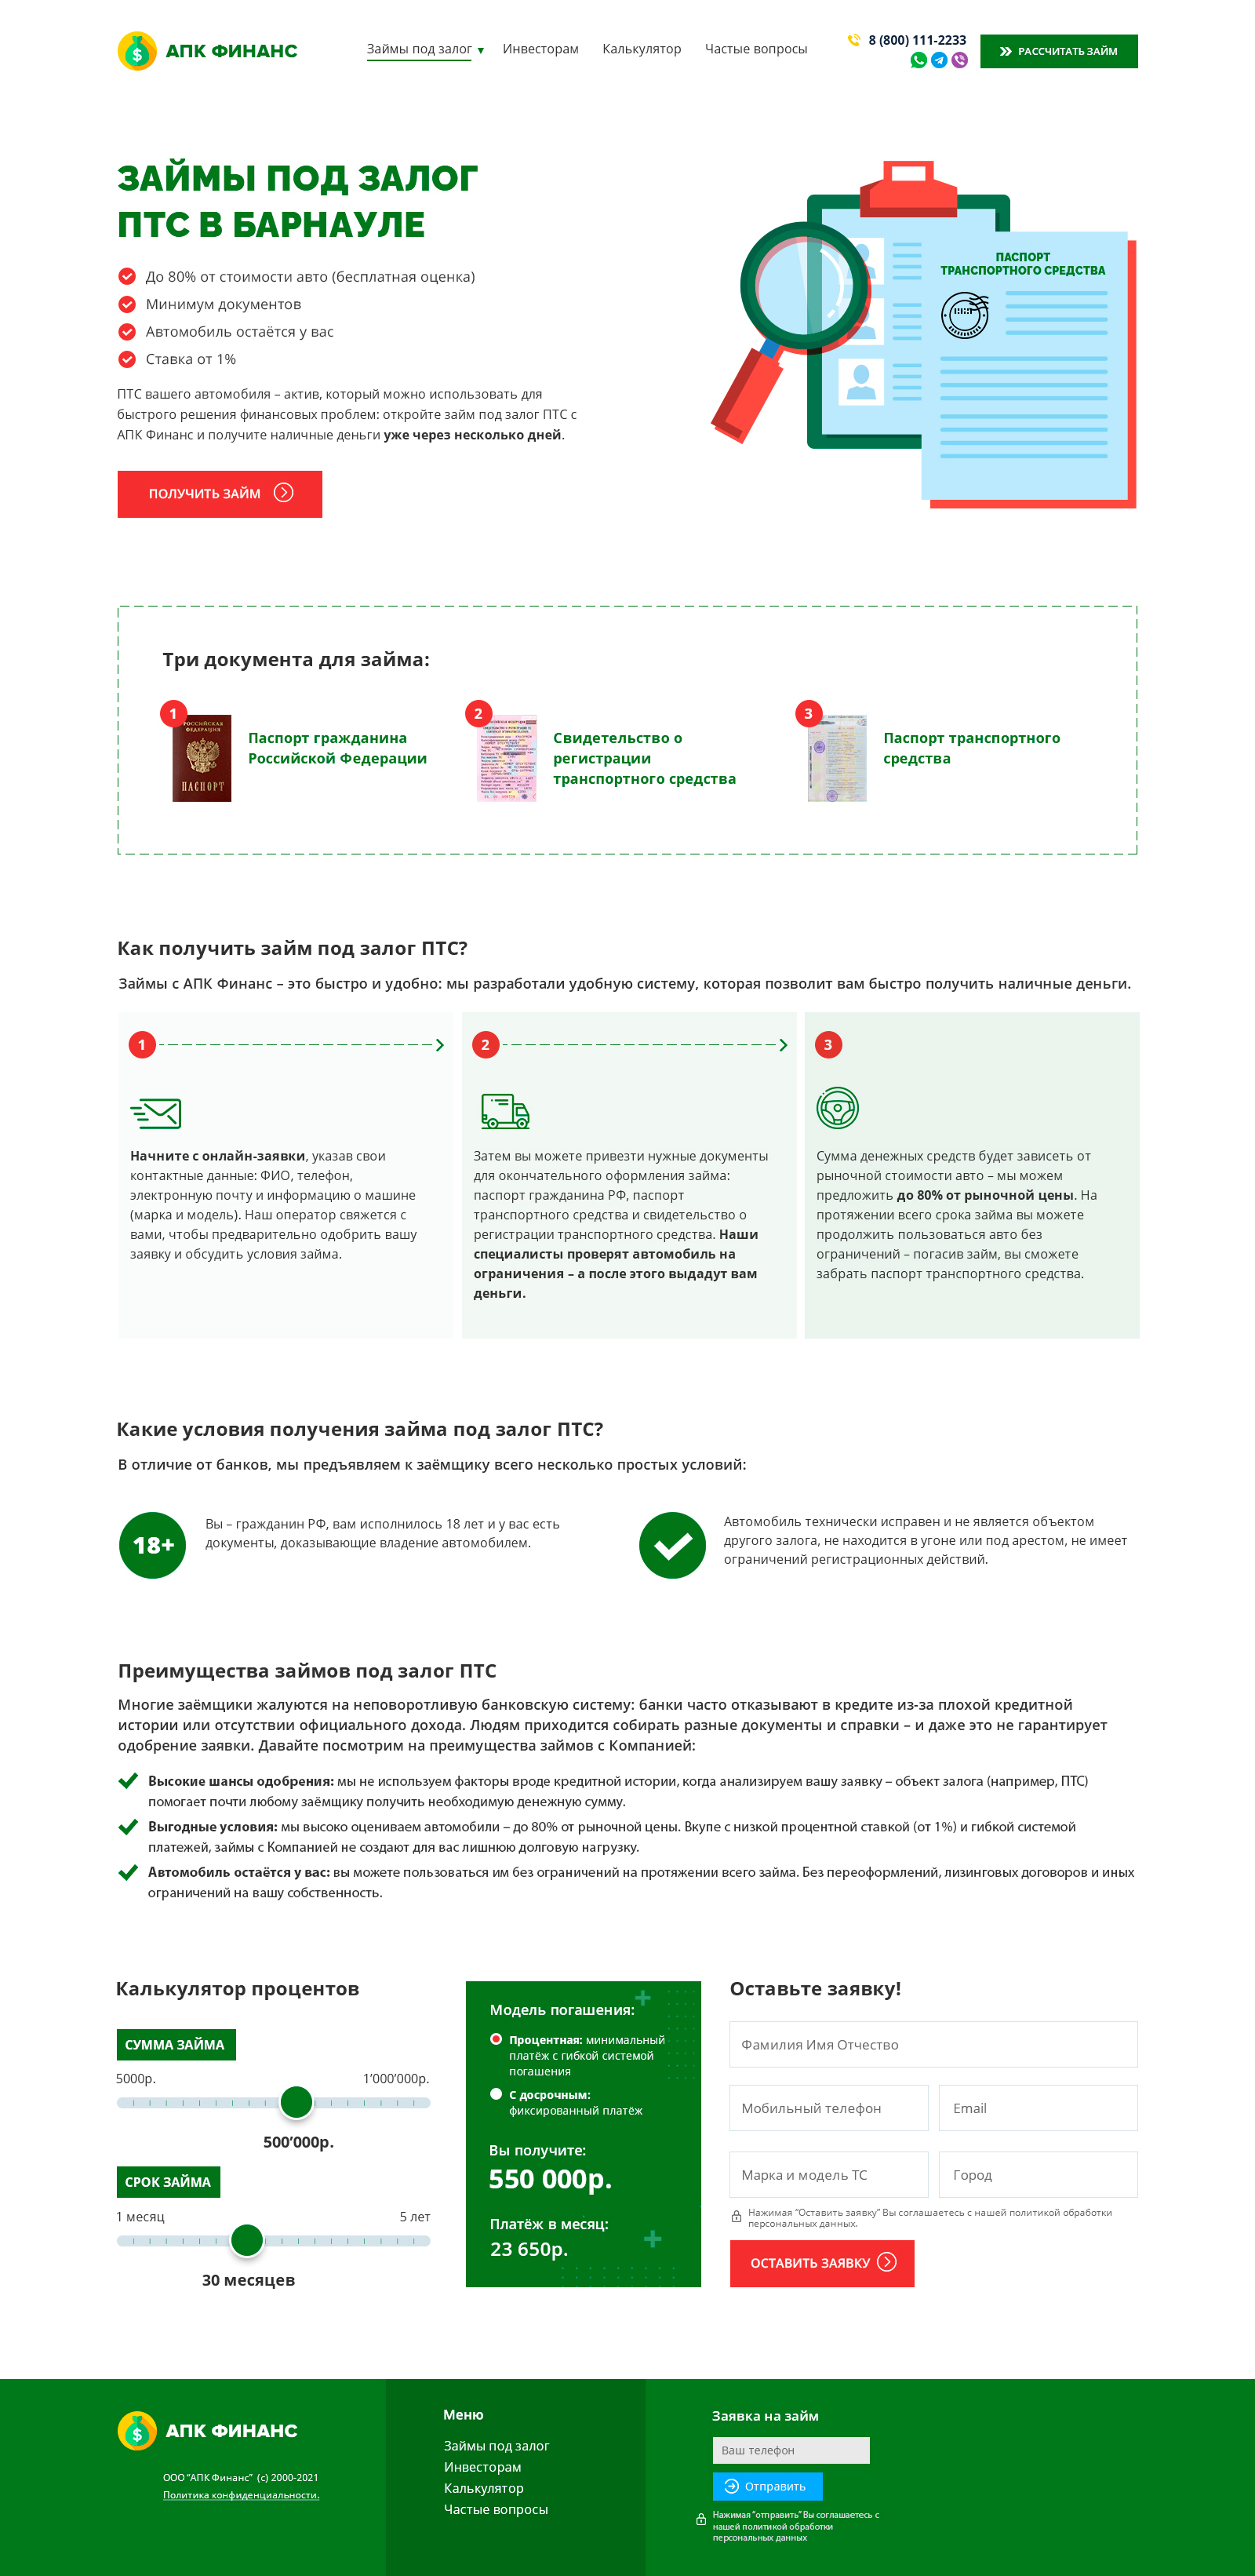 АПК ФИНАНС
Займы под залог ▼
Инвесторам
Калькулятор
Частые вопросы
8 (800) 111-2233
РАССЧИТАТЬ ЗАЙМ
ЗАЙМЫ ПОД ЗАЛОГ
ПТС В БАРНАУЛЕ
До 80% от стоимости авто (бесплатная оценка)
Минимум документов
Автомобиль остаётся у вас
Ставка от 1%
ПТС вашего автомобиля – актив, который можно использовать для
быстрого решения финансовых проблем: откройте займ под залог ПТС с
АПК Финанс и получите наличные деньги уже через несколько дней.
ПОЛУЧИТЬ ЗАЙМ
ПАСПОРТ
ТРАНСПОРТНОГО СРЕДСТВА
Три документа для займа:
1
РОССИЙСКАЯ
ФЕДЕРАЦИЯ
ПАСПОРТ
Паспорт гражданина
Российской Федерации
2
Свидетельство о
регистрации
транспортного средства
3
Паспорт транспортного
средства
Как получить займ под залог ПТС?
Займы с АПК Финанс – это быстро и удобно: мы разработали удобную систему, которая позволит вам быстро получить наличные деньги.
1
Начните с онлайн-заявки, указав свои
контактные данные: ФИО, телефон,
электронную почту и информацию о машине
(марка и модель). Наш оператор свяжется с
вами, чтобы предварительно одобрить вашу
заявку и обсудить условия займа.
2
Затем вы можете привезти нужные документы
для окончательного оформления займа:
паспорт гражданина РФ, паспорт
транспортного средства и свидетельство о
регистрации транспортного средства. Наши
специалисты проверят автомобиль на
ограничения – а после этого выдадут вам
деньги.
3
Сумма денежных средств будет зависеть от
рыночной стоимости авто – мы можем
предложить до 80% от рыночной цены. На
протяжении всего срока займа вы можете
продолжить пользоваться авто без
ограничений – погасив займ, вы сможете
забрать паспорт транспортного средства.
Какие условия получения займа под залог ПТС?
В отличие от банков, мы предъявляем к заёмщику всего несколько простых условий:
18+
Вы – гражданин РФ, вам исполнилось 18 лет и у вас есть
документы, доказывающие владение автомобилем.
Автомобиль технически исправен и не является объектом
другого залога, не находится в угоне или под арестом, не имеет
ограничений регистрационных действий.
Преимущества займов под залог ПТС
Многие заёмщики жалуются на неповоротливую банковскую систему: банки часто отказывают в кредите из-за плохой кредитной
истории или отсутствии официального дохода. Людям приходится собирать разные документы и справки – и даже это не гарантирует
одобрение заявки. Давайте посмотрим на преимущества займов с Компанией:
Высокие шансы одобрения: мы не используем факторы вроде кредитной истории, когда анализируем вашу заявку – объект залога (например, ПТС)
помогает почти любому заёмщику получить необходимую денежную сумму.
Выгодные условия: мы высоко оцениваем автомобили – до 80% от рыночной цены. Вкупе с низкой процентной ставкой (от 1%) и гибкой системой
платежей, займы с Компанией не создают для вас лишнюю долговую нагрузку.
Автомобиль остаётся у вас: вы можете пользоваться им без ограничений на протяжении всего займа. Без переоформлений, лизинговых договоров и иных
ограничений на вашу собственность.
Калькулятор процентов
СУММА ЗАЙМА
5000р.
1’000’000р.
500’000р.
СРОК ЗАЙМА
1 месяц
5 лет
30 месяцев
Модель погашения:
Процентная: минимальный
платёж с гибкой системой
погашения
С досрочным:
фиксированный платёж
Вы получите:
550 000р.
Платёж в месяц:
23 650р.
Оставьте заявку!
Фамилия Имя Отчество
Мобильный телефон
Email
Марка и модель ТС
Город
Нажимая “Оставить заявку” Вы соглашаетесь с нашей политикой обработки
персональных данных.
ОСТАВИТЬ ЗАЯВКУ
АПК ФИНАНС
ООО “АПК Финанс” (с) 2000-2021
Политика конфиденциальности.
Меню
Займы под залог
Инвесторам
Калькулятор
Частые вопросы
Заявка на займ
Ваш телефон
Отправить
Нажимая “отправить” Вы соглашаетесь с
нашей политикой обработки
персональных данных